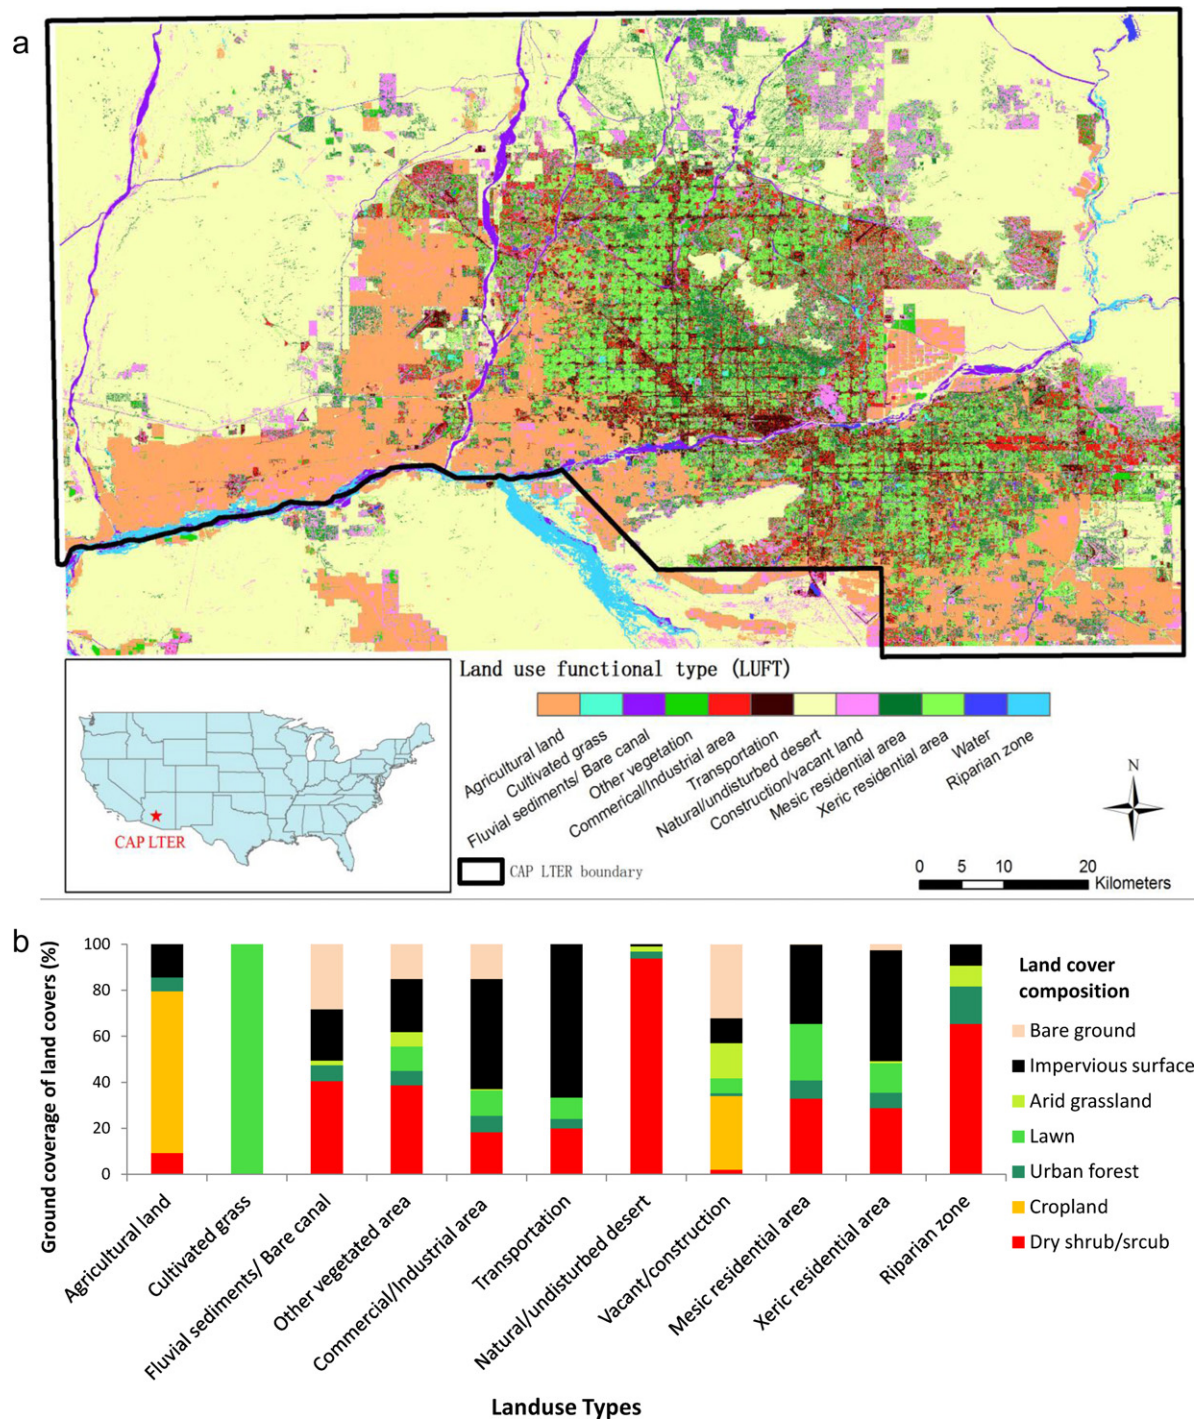 a
Land use functional type (LUFT)
Agricultural land
Cultivated grass
Fluvial sediments/ Bare canal
Other vegetation
Commerical/Industrial area
Transportation
Natural/undisturbed desert
Construction/vacant land
Mesic residential area
Xeric residential area
Water
Riparian zone
N
CAP LTER
CAP LTER boundary
0 5 10 20
Kilometers
b
Ground coverage of land covers (%)
100
80
60
40
20
0
Agricultural land
Cultivated grass
Fluvial sediments/ Bare canal
Other vegetated area
Commercial/Industrial area
Transportation
Natural/undisturbed desert
Vacant/construction
Mesic residential area
Xeric residential area
Riparian zone
Landuse Types
Land cover
composition
Bare ground
Impervious surface
Arid grassland
Lawn
Urban forest
Cropland
Dry shrub/srcub